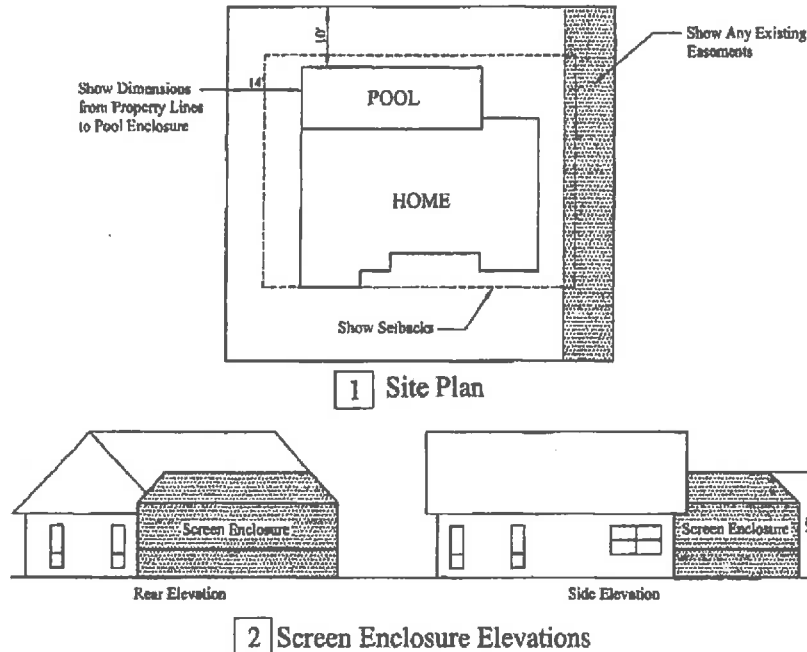 10'
Show Any Existing
Easements
Show Dimensions
from Property Lines
to Pool Enclosure
14'
POOL
HOME
Show Setbacks
1 Site Plan
Screen Enclosure
Screen Enclosure
Rear Elevation
Side Elevation
2 Screen Enclosure Elevations